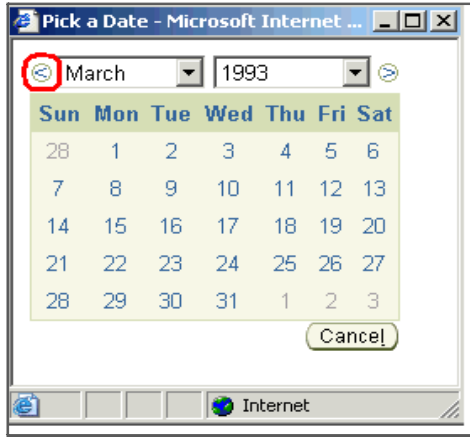 Pick a Date - Microsoft Internet ...
< March 1993 >
Sun Mon Tue Wed Thu Fri Sat
28 1 2 3 4 5 6
7 8 9 10 11 12 13
14 15 16 17 18 19 20
21 22 23 24 25 26 27
28 29 30 31 1 2 3
Cancel
Internet